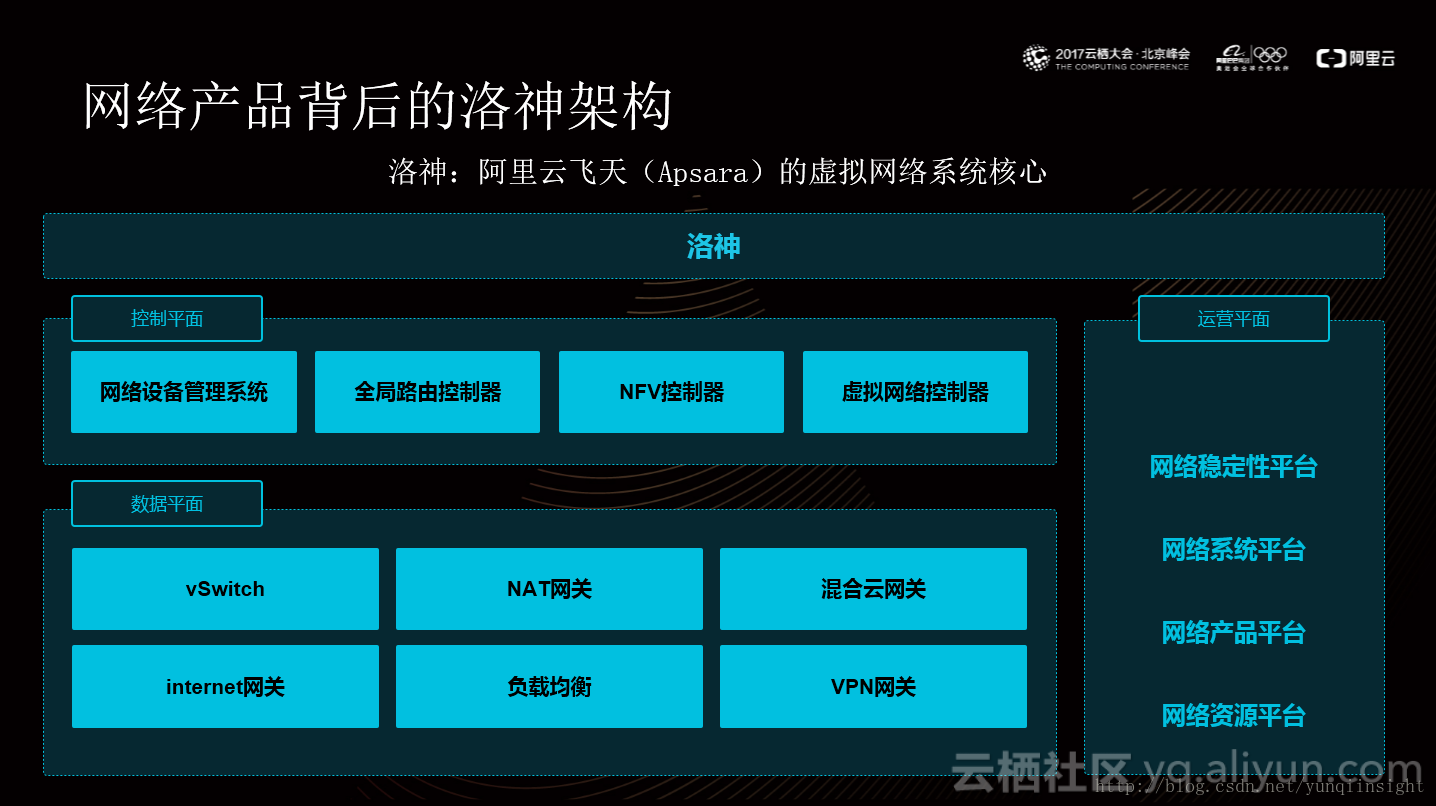 2017云栖大会·北京峰会
THE COMPUTING CONFERENCE
阿里云
网络产品背后的洛神架构
洛神：阿里云飞天（Apsara）的虚拟网络系统核心
洛神
控制平面
网络设备管理系统
全局路由控制器
NFV控制器
虚拟网络控制器
数据平面
vSwitch
NAT网关
混合云网关
internet网关
负载均衡
VPN网关
运营平面
网络稳定性平台
网络系统平台
网络产品平台
网络资源平台
云栖社区 yq.aliyun.com
http://blog.csdn.net/yunqiinsight